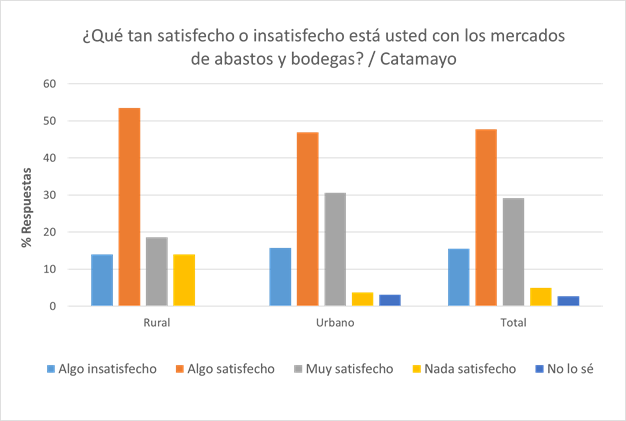 ¿Qué tan satisfecho o insatisfecho está usted con los mercados
de abastos y bodegas? / Catamayo
% Respuestas
60
50
40
30
20
10
0
Rural
Urbano
Total
Algo insatisfecho
Algo satisfecho
Muy satisfecho
Nada satisfecho
No lo sé